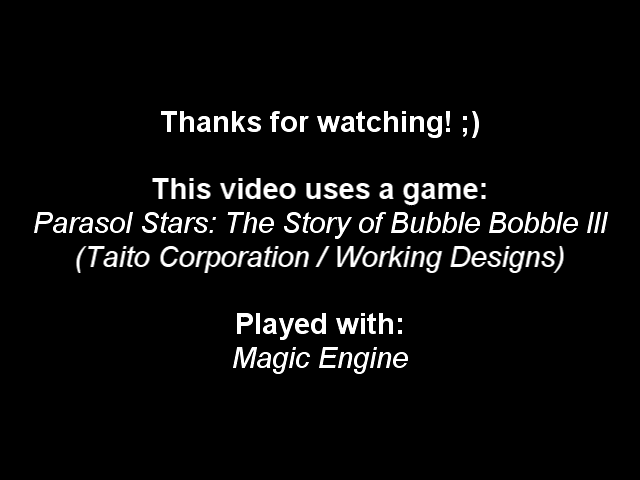 Thanks for watching! ;)
This video uses a game:
Parasol Stars: The Story of Bubble Bobble III
(Taito Corporation / Working Designs)
Played with:
Magic Engine